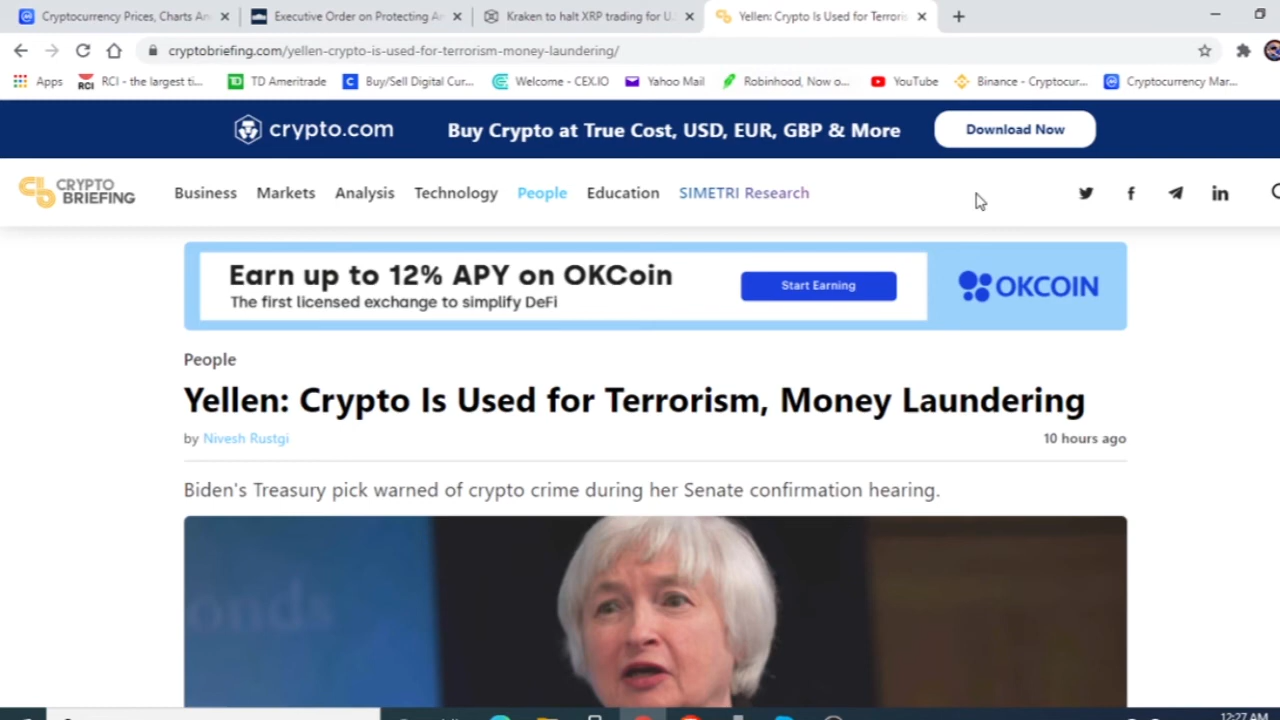 Cryptocurrency Prices, Charts An
Executive Order on Protecting Ar
Kraken to halt XRP trading for U.S
Yellen: Crypto Is Used for Terroris
cryptobriefing.com/yellen-crypto-is-used-for-terrorism-money-laundering/
Apps
RCI - the largest ti...
TD Ameritrade
Buy/Sell Digital Cur...
Welcome - CEX.IO
Yahoo Mail
Robinhood, Now o...
YouTube
Binance - Cryptocur...
Cryptocurrency Mar...
crypto.com
Buy Crypto at True Cost, USD, EUR, GBP & More
Download Now
CRYPTO
BRIEFING
Business
Markets
Analysis
Technology
People
Education
SIMETRI Research
Earn up to 12% APY on OKCoin
The first licensed exchange to simplify DeFi
Start Earning
OKCOIN
People
Yellen: Crypto Is Used for Terrorism, Money Laundering
by Nivesh Rustgi
10 hours ago
Biden's Treasury pick warned of crypto crime during her Senate confirmation hearing.
onds
12:27 AM